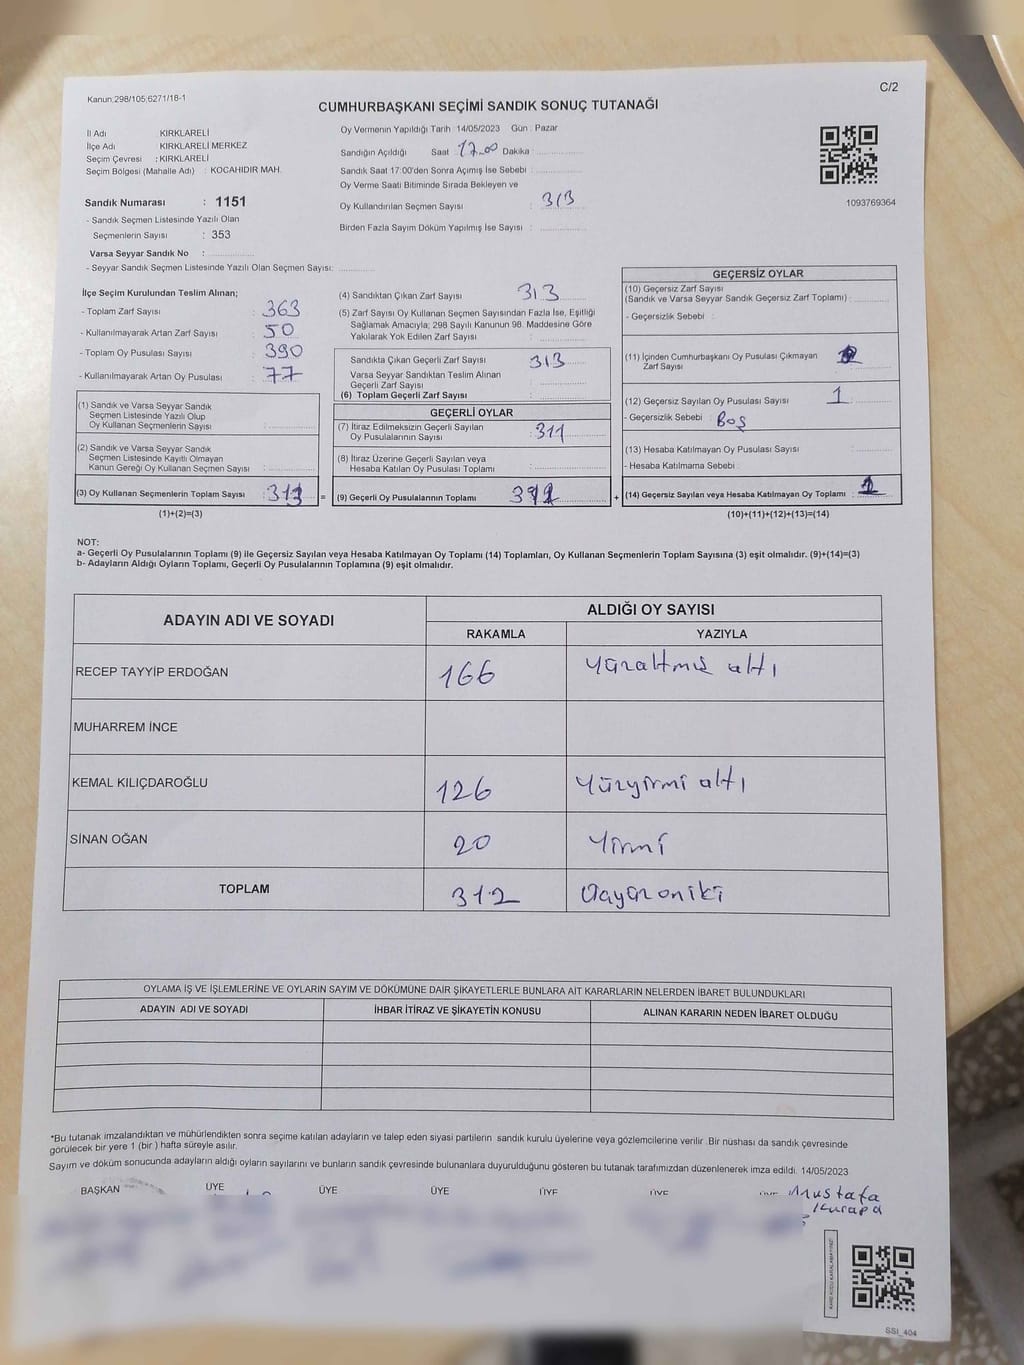 Kanun:298/105;6271/18-1
C/2
CUMHURBAŞKANI SEÇİMİ SANDIK SONUÇ TUTANAĞI
İl Adı : KIRKLARELİ
İlçe Adı : KIRKLARELİ MERKEZ
Seçim Çevresi : KIRKLARELİ
Seçim Bölgesi (Mahalle Adı) : KOCAHIDIR MAH.
Sandık Numarası : 1151
- Sandık Seçmen Listesinde Yazılı Olan
Seçmenlerin Sayısı : 353
Varsa Seyyar Sandık No :
- Seyyar Sandık Seçmen Listesinde Yazılı Olan Seçmen Sayısı:
Oy Vermenin Yapıldığı Tarih 14/05/2023 Gün : Pazar
Sandığın Açıldığı Saat 17.00 Dakika :
Sandık Saat 17:00'den Sonra Açımış İse Sebebi :
Oy Verme Saati Bitiminde Sırada Bekleyen ve
Oy Kullandırılan Seçmen Sayısı : 313
Birden Fazla Sayım Döküm Yapılmış İse Sayısı :
1093769364
İlçe Seçim Kurulundan Teslim Alınan;
- Toplam Zarf Sayısı : 363
- Kullanılmayarak Artan Zarf Sayısı : 50
- Toplam Oy Pusulası Sayısı : 390
- Kullanılmayarak Artan Oy Pusulası : 77
(1) Sandık ve Varsa Seyyar Sandık
Seçmen Listesinde Yazılı Olup
Oy Kullanan Seçmenlerin Sayısı :
(2) Sandık ve Varsa Seyyar Sandık
Seçmen Listesinde Kayıtlı Olmayan
Kanun Gereği Oy Kullanan Seçmen Sayısı :
(3) Oy Kullanan Seçmenlerin Toplam Sayısı : 313 =
(1)+(2)=(3)
(4) Sandıktan Çıkan Zarf Sayısı : 313
(5) Zarf Sayısı Oy Kullanan Seçmen Sayısından Fazla İse, Eşitliği
Sağlamak Amacıyla; 298 Sayılı Kanunun 98. Maddesine Göre
Yakılarak Yok Edilen Zarf Sayısı :
Sandıkta Çıkan Geçerli Zarf Sayısı : 313
Varsa Seyyar Sandıktan Teslim Alınan
Geçerli Zarf Sayısı :
(6) Toplam Geçerli Zarf Sayısı :
GEÇERLİ OYLAR
(7) İtiraz Edilmeksizin Geçerli Sayılan
Oy Pusulalarının Sayısı : 311
(8) İtiraz Üzerine Geçerli Sayılan veya
Hesaba Katılan Oy Pusulası Toplamı :
(9) Geçerli Oy Pusulalarının Toplamı : +
GEÇERSİZ OYLAR
(10) Geçersiz Zarf Sayısı
(Sandık ve Varsa Seyyar Sandık Geçersiz Zarf Toplamı) :
- Geçersizlik Sebebi :
(11) İçinden Cumhurbaşkanı Oy Pusulası Çıkmayan
Zarf Sayısı :
(12) Geçersiz Sayılan Oy Pusulası Sayısı : 1
- Geçersizlik Sebebi : Boş
(13) Hesaba Katılmayan Oy Pusulası Sayısı :
- Hesaba Katılmama Sebebi :
(14) Geçersiz Sayılan veya Hesaba Katılmayan Oy Toplamı : 1
(10)+(11)+(12)+(13)=(14)
NOT:
a- Geçerli Oy Pusulalarının Toplamı (9) ile Geçersiz Sayılan veya Hesaba Katılmayan Oy Toplamı (14) Toplamları, Oy Kullanan Seçmenlerin Toplam Sayısına (3) eşit olmalıdır. (9)+(14)=(3)
b- Adayların Aldığı Oyların Toplamı, Geçerli Oy Pusulalarının Toplamına (9) eşit olmalıdır.
ADAYIN ADI VE SOYADI
ALDIĞI OY SAYISI
RAKAMLA YAZIYLA
RECEP TAYYİP ERDOĞAN 166 yüzaltmış altı
MUHARREM İNCE
KEMAL KILIÇDAROĞLU 126 Yüzyirmi altı
SİNAN OĞAN 20 Yirmi
TOPLAM 312 üçyüzoniki
OYLAMA İŞ VE İŞLEMLERİNE VE OYLARIN SAYIM VE DÖKÜMÜNE DAİR ŞİKAYETLERLE BUNLARA AİT KARARLARIN NELERDEN İBARET BULUNDUKLARI
ADAYIN ADI VE SOYADI İHBAR İTİRAZ VE ŞİKAYETİN KONUSU ALINAN KARARIN NEDEN İBARET OLDUĞU
*Bu tutanak imzalandıktan ve mühürlendikten sonra seçime katılan adayların ve talep eden siyasi partilerin sandık kurulu üyelerine veya gözlemcilerine verilir .Bir nüshası da sandık çevresinde
görülecek bir yere 1 (bir ) hafta süreyle asılır.
Sayım ve döküm sonucunda adayların aldığı oyların sayılarını ve bunların sandık çevresinde bulunanlara duyurulduğunu gösteren bu tutanak tarafımızdan düzenlenerek imza edildi. 14/05/2023
BAŞKAN ÜYE ÜYE ÜYE ÜYE ÜYE ÜYE Mustafa
SSI_404